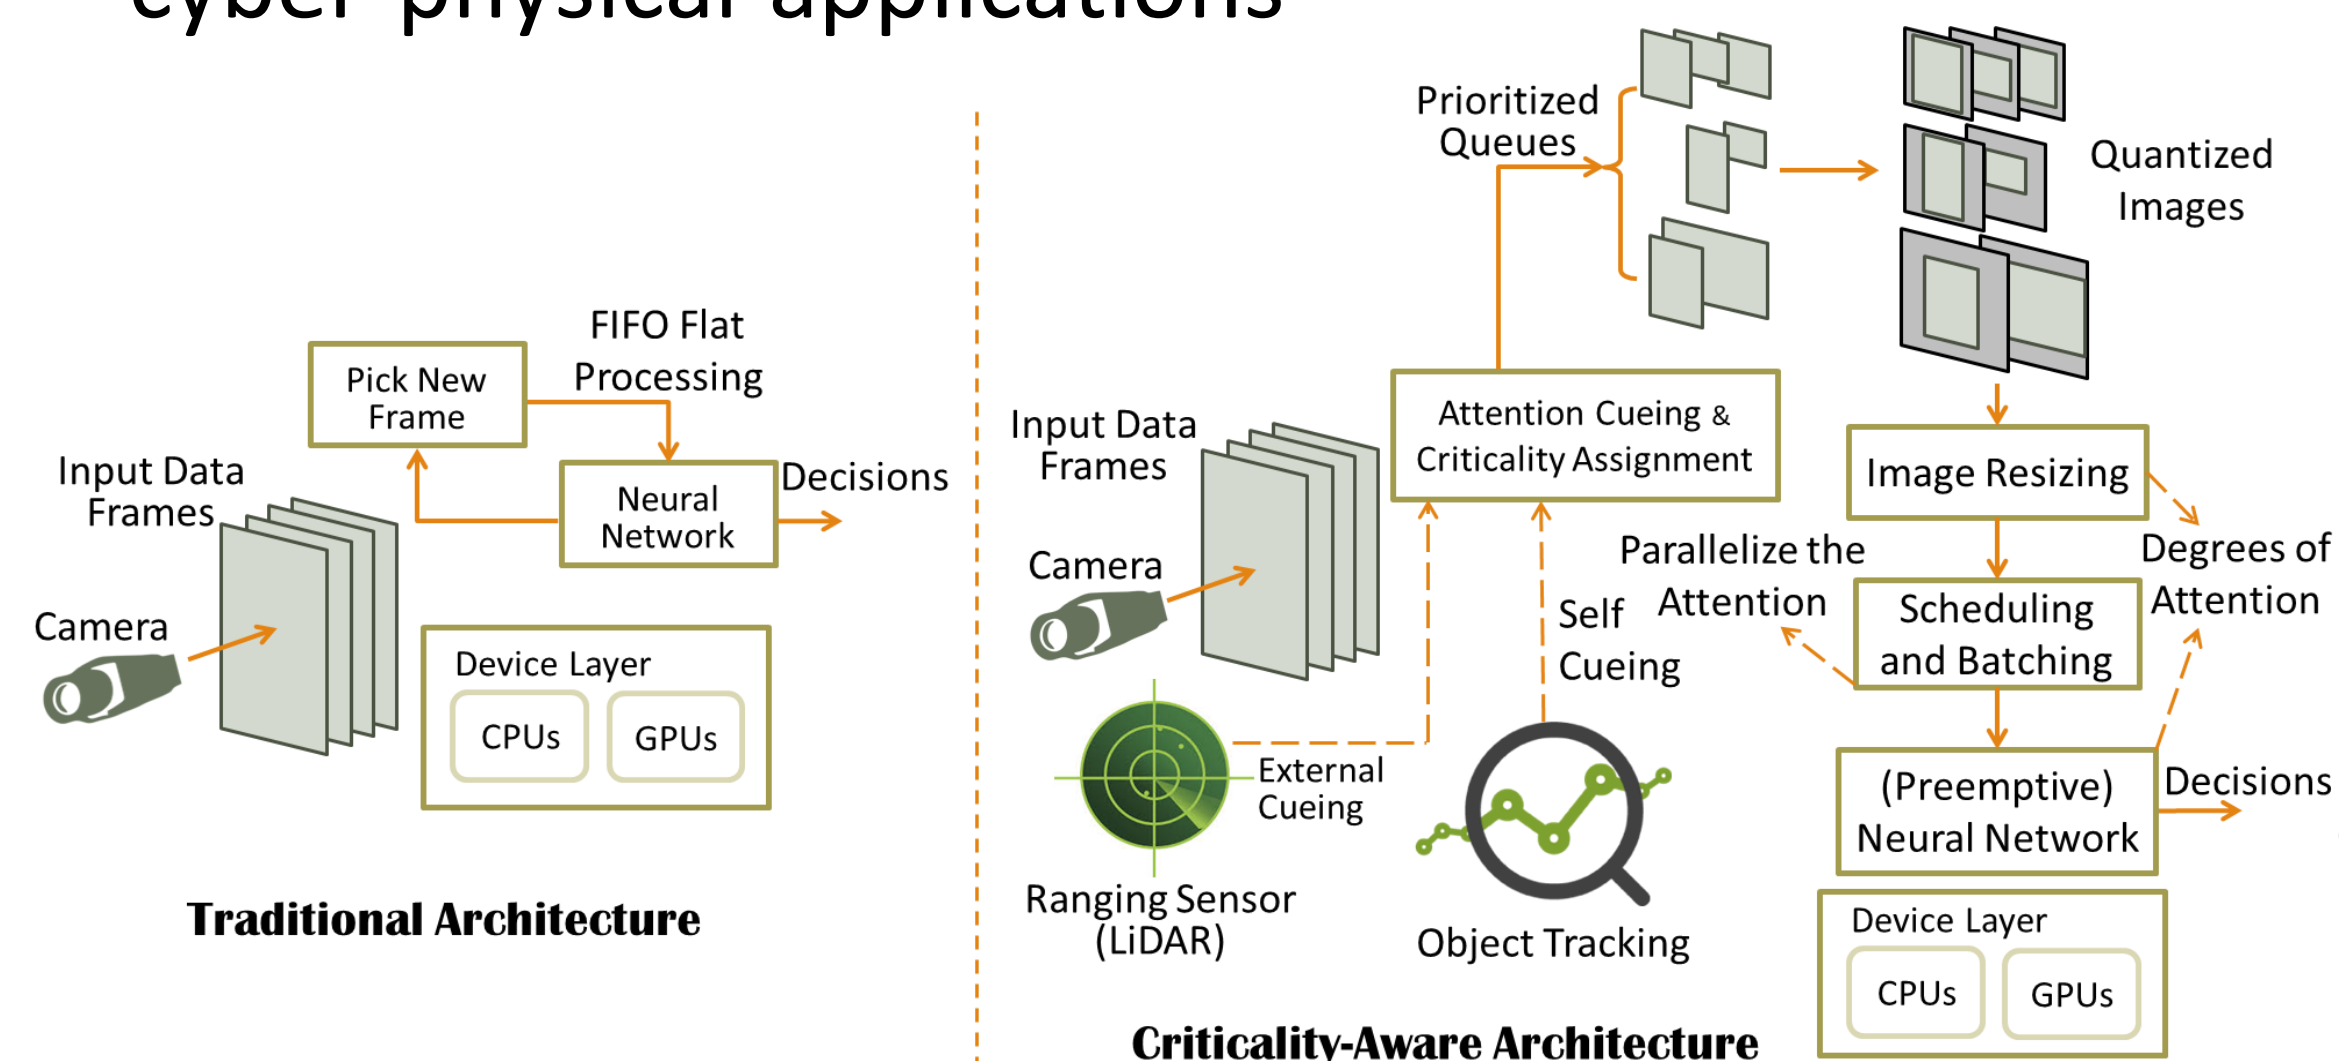 cyber-physical applications
FIFO Flat
Processing
Pick New
Frame
Input Data
Frames
Neural
Network
Decisions
Camera
Device Layer
CPUs
GPUs
Traditional Architecture
Prioritized
Queues
Quantized
Images
Attention Cueing &
Criticality Assignment
Input Data
Frames
Camera
Image Resizing
Parallelize the
Attention
Degrees of
Attention
Self
Cueing
Scheduling
and Batching
External
Cueing
(Preemptive)
Neural Network
Decisions
Ranging Sensor
(LiDAR)
Object Tracking
Device Layer
CPUs
GPUs
Criticality-Aware Architecture